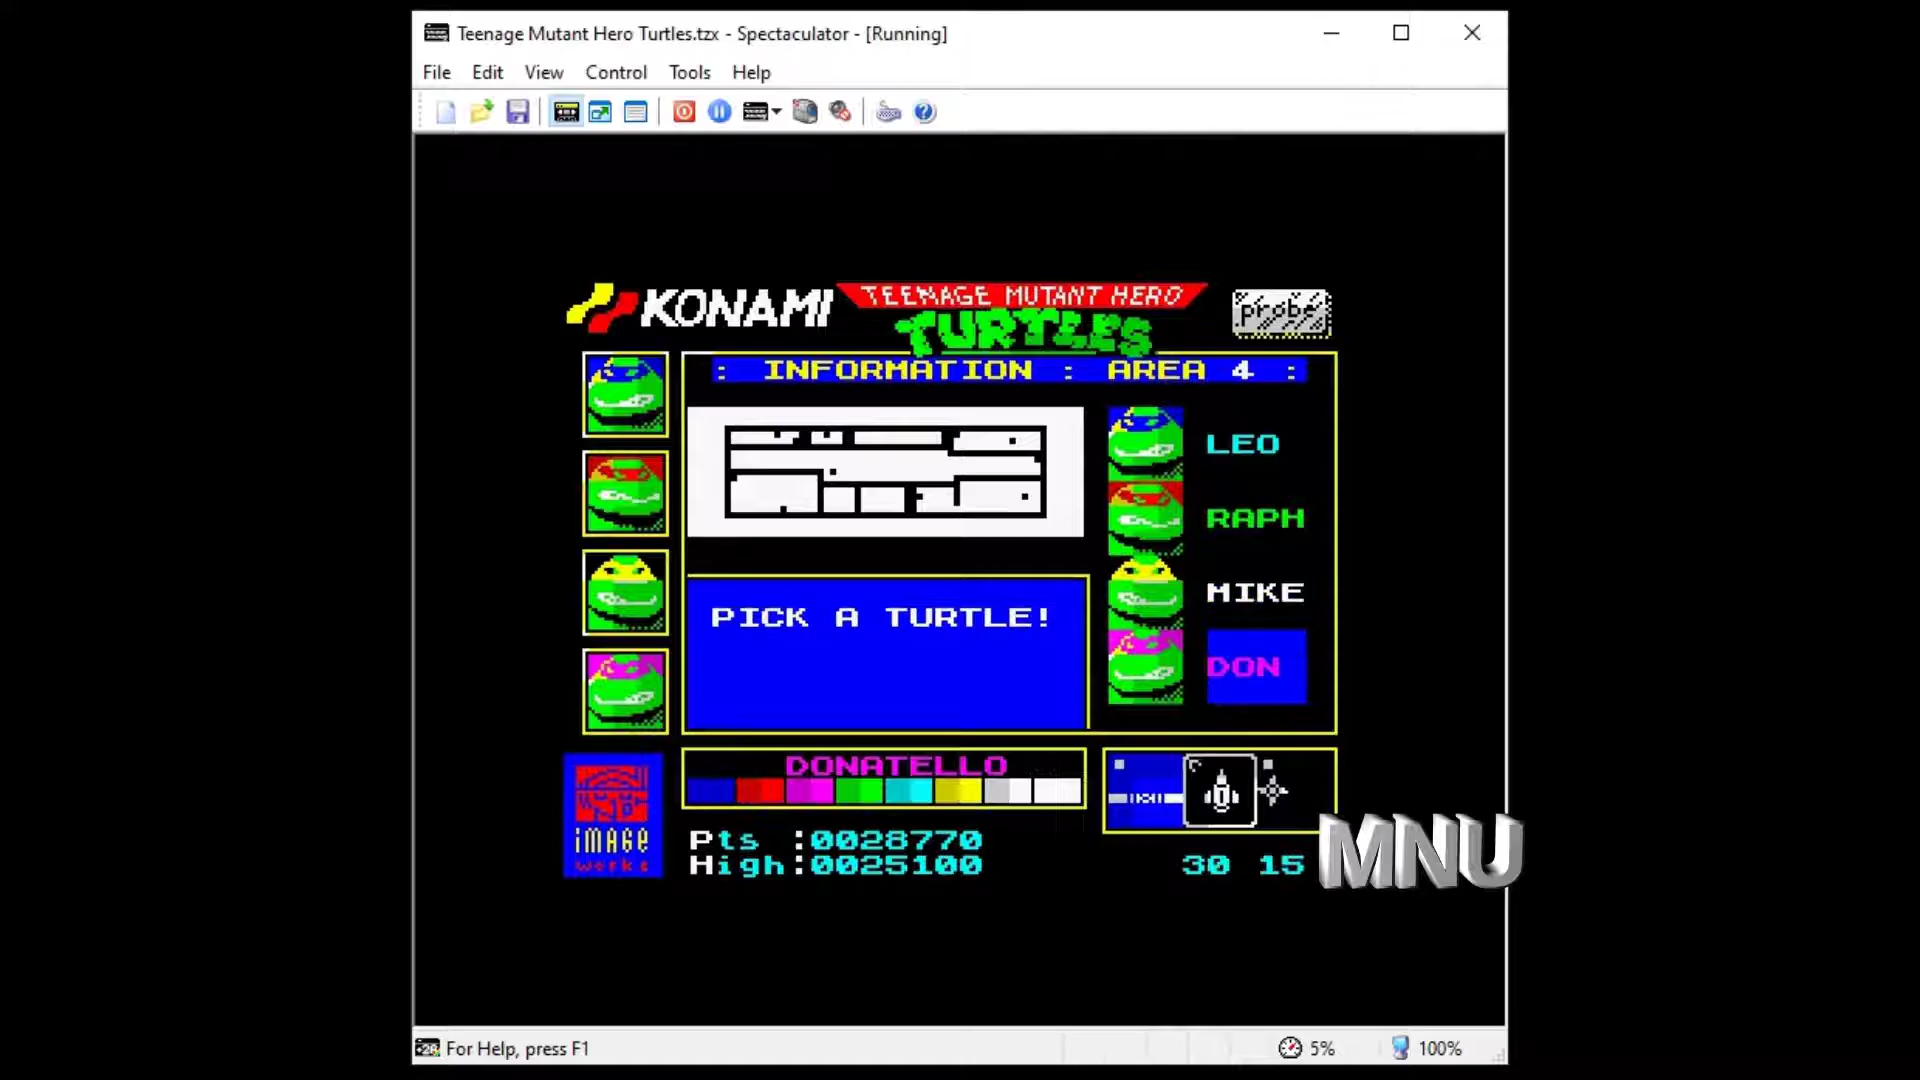 Teenage Mutant Hero Turtles.tzx - Spectaculator - [Running]
File Edit View Control Tools Help
KONAMI
TEENAGE MUTANT HERO
TURTLES
probe
: INFORMATION : AREA 4 :
LEO
RAPH
MIKE
PICK A TURTLE!
DON
DONATELLO
iMAGE
works
Pts :0028770
High:0025100
30 15
MNU
For Help, press F1
5%
100%